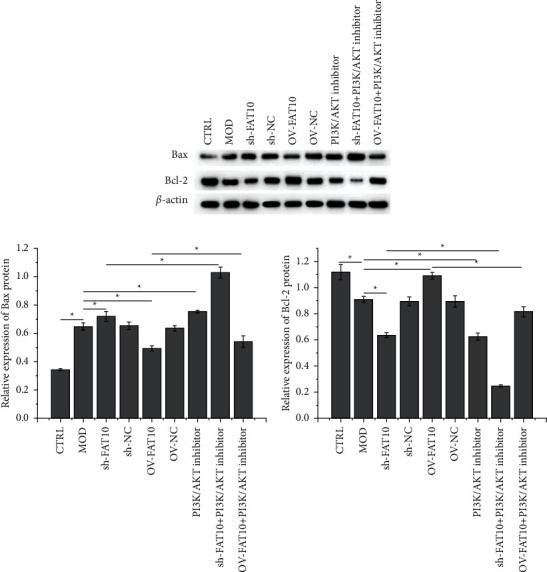 CTRL
MOD
sh-FAT10
sh-NC
OV-FAT10
OV-NC
PI3K/AKT inhibitor
sh-FAT10+PI3K/AKT inhibitor
OV-FAT10+PI3K/AKT inhibitor
Bax
Bcl-2
β-actin
Relative expression of Bax protein
1.2
1.0
0.8
0.6
0.4
0.2
0.0
*
*
*
*
*
*
CTRL
MOD
sh-FAT10
sh-NC
OV-FAT10
OV-NC
PI3K/AKT inhibitor
sh-FAT10+PI3K/AKT inhibitor
OV-FAT10+PI3K/AKT inhibitor
Relative expression of Bcl-2 protein
1.2
1.0
0.8
0.6
0.4
0.2
0.0
*
*
*
*
*
*
CTRL
MOD
sh-FAT10
sh-NC
OV-FAT10
OV-NC
PI3K/AKT inhibitor
sh-FAT10+PI3K/AKT inhibitor
OV-FAT10+PI3K/AKT inhibitor